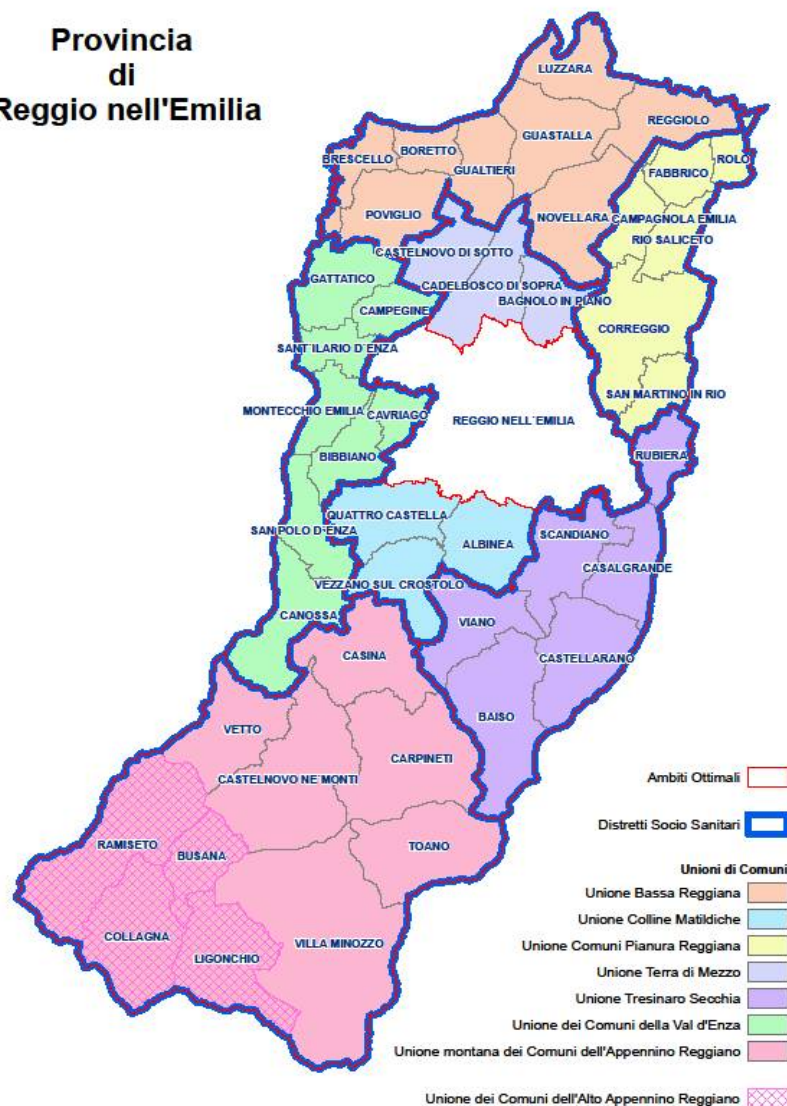 Provincia
di
Reggio nell'Emilia
LUZZARA
REGGIOLO
GUASTALLA
BORETTO
BRESCELLO
GUALTIERI
ROLO
FABBRICO
POVIGLIO
NOVELLARA
CAMPAGNOLA EMILIA
RIO SALICETO
CASTELNOVO DI SOTTO
GATTATICO
CADELBOSCO DI SOPRA
BAGNOLO IN PIANO
CAMPEGINE
CORREGGIO
SANT'ILARIO D'ENZA
SAN MARTINO IN RIO
MONTECCHIO EMILIA
CAVRIAGO
REGGIO NELL'EMILIA
BIBBIANO
RUBIERA
QUATTRO CASTELLA
SAN POLO D'ENZA
SCANDIANO
ALBINEA
CASALGRANDE
VEZZANO SUL CROSTOLO
CANOSSA
VIANO
CASINA
CASTELLARANO
BAISO
VETTO
CARPINETI
CASTELNOVO NE'MONTI
RAMISETO
BUSANA
TOANO
COLLAGNA
LIGONCHIO
VILLA MINOZZO
Ambiti Ottimali
Distretti Socio Sanitari
Unioni di Comuni
Unione Bassa Reggiana
Unione Colline Matildiche
Unione Comuni Pianura Reggiana
Unione Terra di Mezzo
Unione Tresinaro Secchia
Unione dei Comuni della Val d'Enza
Unione montana dei Comuni dell'Appennino Reggiano
Unione dei Comuni dell'Alto Appennino Reggiano